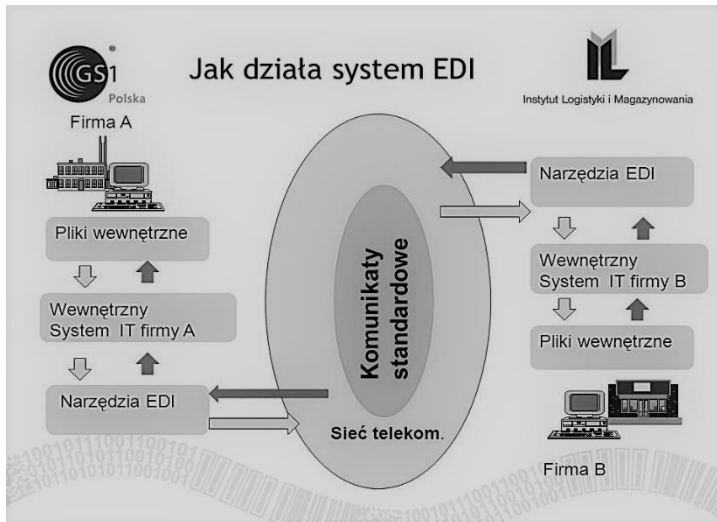 GS1
®
Polska
Jak działa system EDI
Instytut Logistyki i Magazynowania
Firma A
Pliki wewnętrzne
Wewnętrzny
System IT firmy A
Narzędzia EDI
Komunikaty
standardowe
Sieć telekom.
Narzędzia EDI
Wewnętrzny
System IT firmy B
Pliki wewnętrzne
Firma B